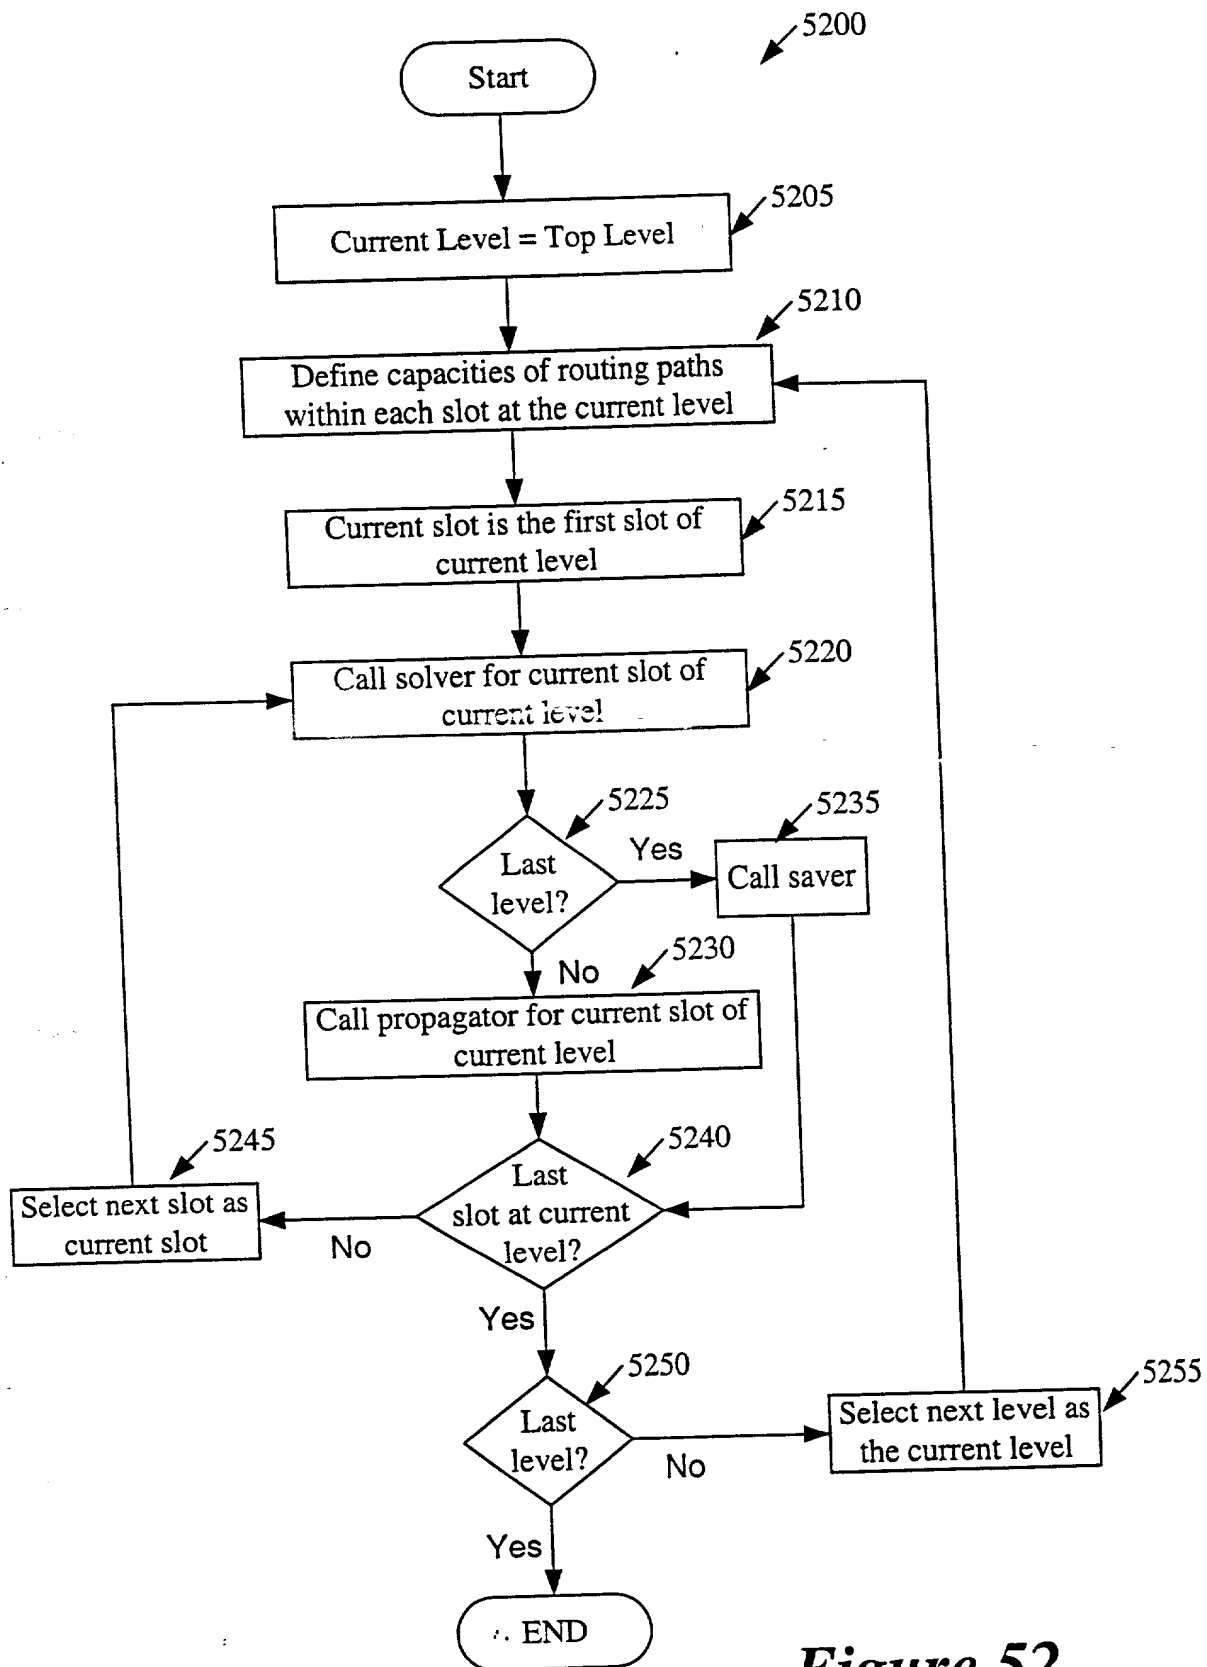 5200
Start
5205
Current Level = Top Level
5210
Define capacities of routing paths
within each slot at the current level
5215
Current slot is the first slot of
current level
5220
Call solver for current slot of
current level
5225
5235
Last
level?
Yes
Call saver
5230
No
Call propagator for current slot of
current level
5245
5240
Select next slot as
current slot
No
Last
slot at current
level?
Yes
5250
5255
Last
level?
No
Select next level as
the current level
Yes
END
Figure 52